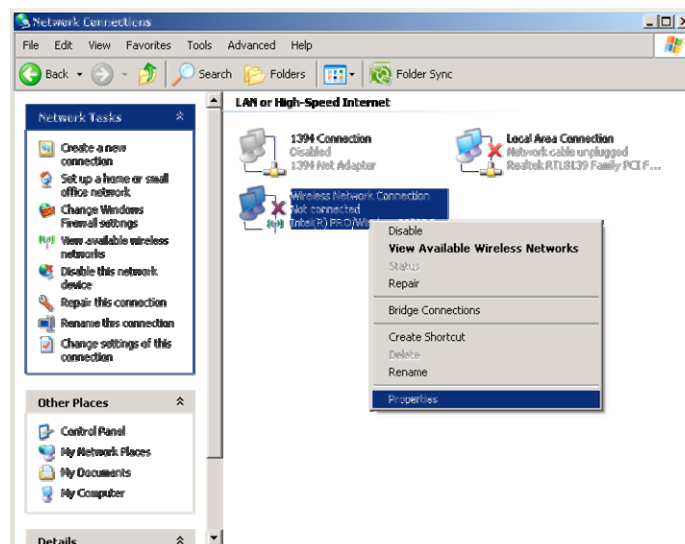 Network Connections
File Edit View Favorites Tools Advanced Help
Back Search Folders Folder Sync
Network Tasks
Create a new
connection
Set up a home or small
office network
Change Windows
Firewall settings
View available wireless
networks
Disable this network
device
Repair this connection
Rename this connection
Change settings of this
connection
Other Places
Control Panel
My Network Places
My Documents
My Computer
Details
LAN or High-Speed Internet
1394 Connection
Disabled
1394 Net Adapter
Local Area Connection
Network cable unplugged
Realtek RTL8139 Family PCI F...
Wireless Network Connection
Not connected
Intel(R) PRO/Wireless
Disable
View Available Wireless Networks
Status
Repair
Bridge Connections
Create Shortcut
Delete
Rename
Properties